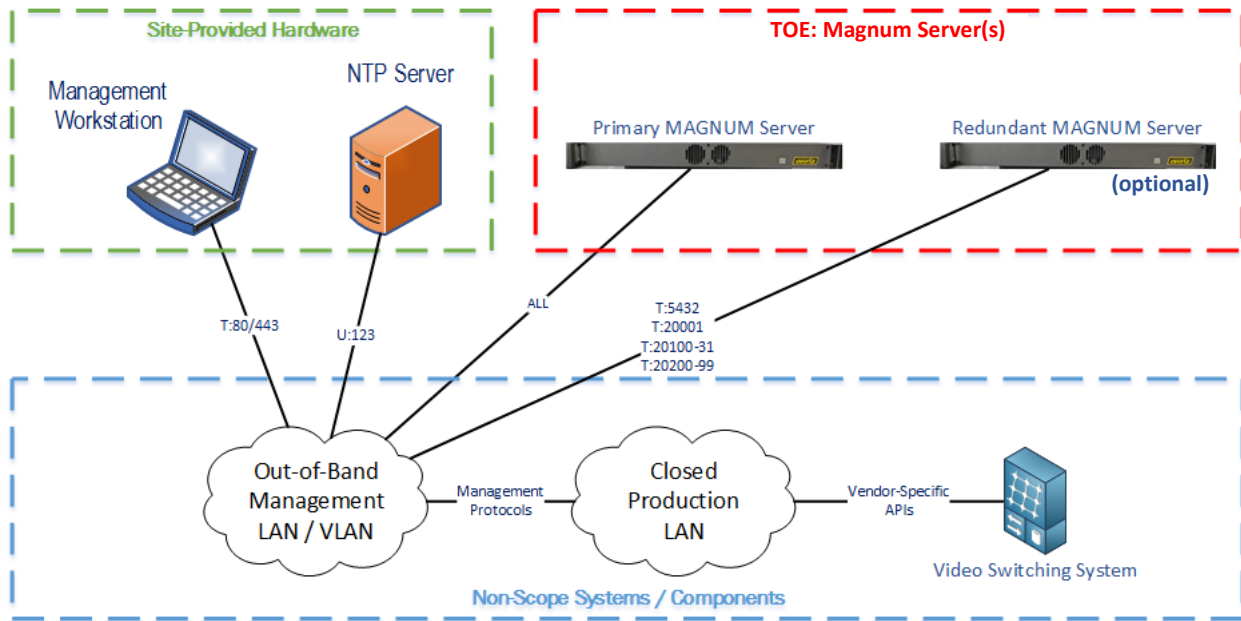 Site-Provided Hardware
TOE: Magnum Server(s)
Management
Workstation
NTP Server
Primary MAGNUM Server
Redundant MAGNUM Server
evertz
evertz
(optional)
T:80/443
U:123
ALL
T:5432
T:20001
T:20100-31
T:20200-99
Out-of-Band
Management
LAN / VLAN
Management
Protocols
Closed
Production
LAN
Vendor-Specific
APIs
Video Switching System
Non-Scope Systems / Components